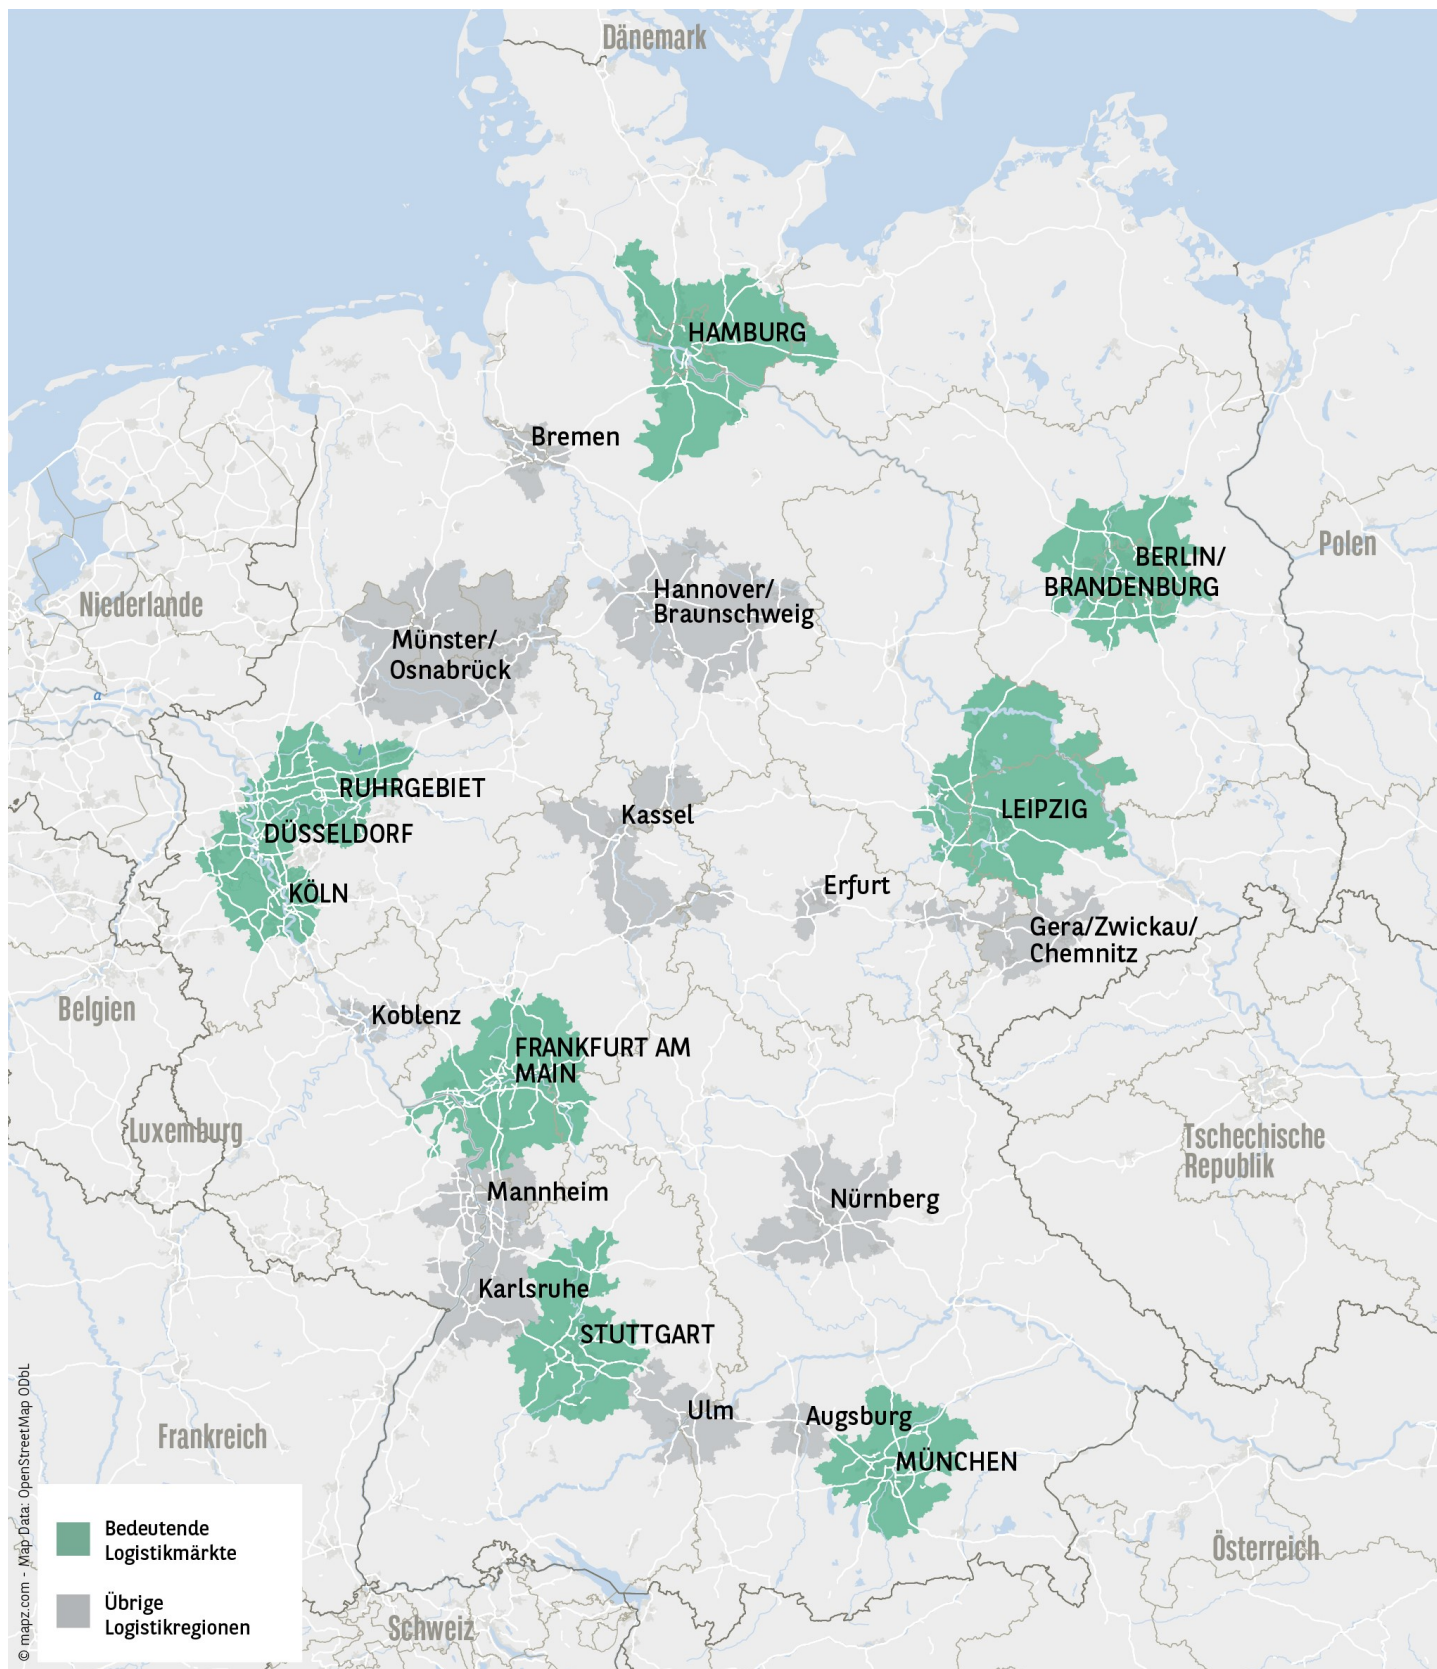 Dänemark
HAMBURG
Bremen
Polen
BERLIN/
BRANDENBURG
Niederlande
Hannover/
Braunschweig
Münster/
Osnabrück
RUHRGEBIET
DÜSSELDORF
KÖLN
Kassel
LEIPZIG
Erfurt
Gera/Zwickau/
Chemnitz
Belgien
Koblenz
FRANKFURT AM
MAIN
Luxemburg
Tschechische
Republik
Mannheim
Nürnberg
Karlsruhe
STUTTGART
Ulm
Augsburg
MÜNCHEN
Frankreich
Österreich
Schweiz
Bedeutende
Logistikmärkte
Übrige
Logistikregionen
© mapz.com - Map Data: OpenStreetMap ODbL